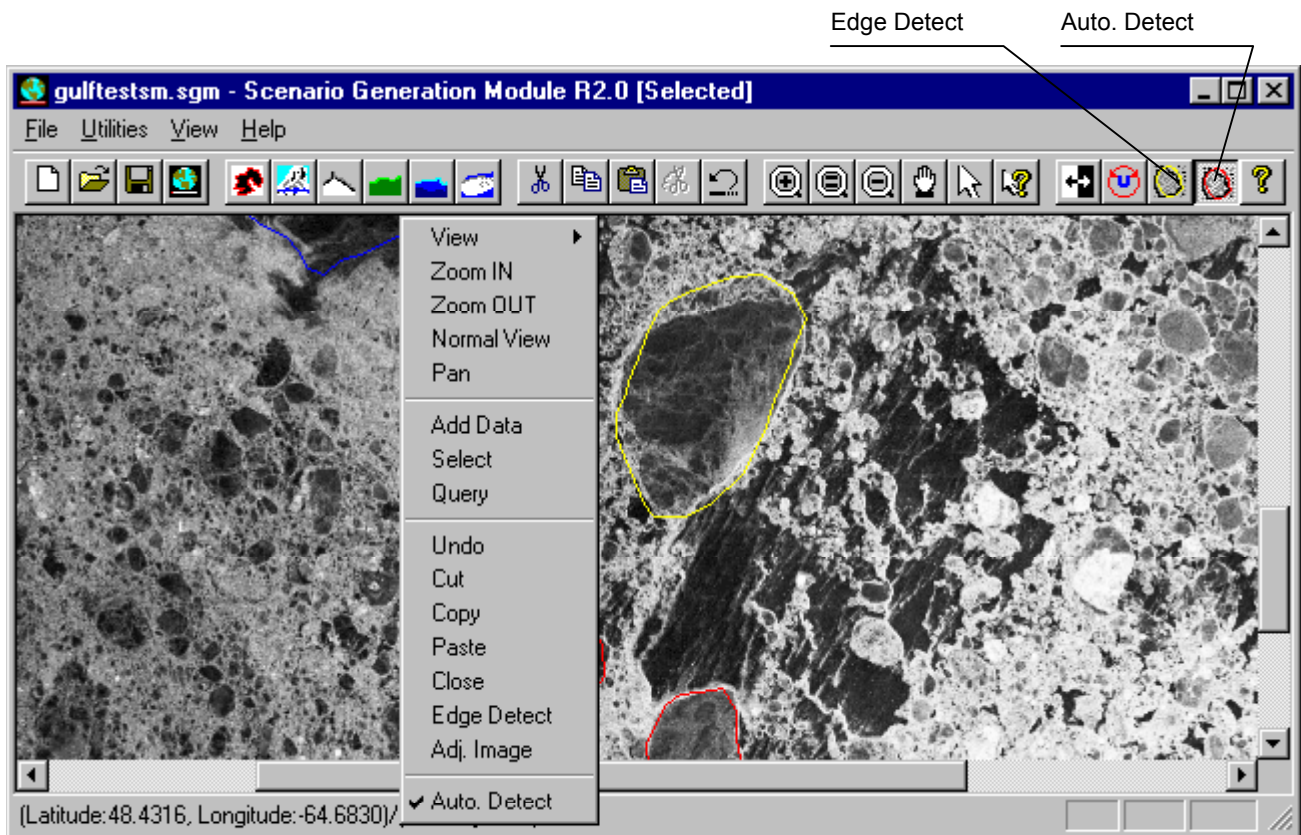 Edge Detect
Auto. Detect
gulftestsm.sgm - Scenario Generation Module R2.0 [Selected]
File Utilities View Help
View
Zoom IN
Zoom OUT
Normal View
Pan
Add Data
Select
Query
Undo
Cut
Copy
Paste
Close
Edge Detect
Adj. Image
Auto. Detect
(Latitude:48.4316, Longitude:-64.6830)/